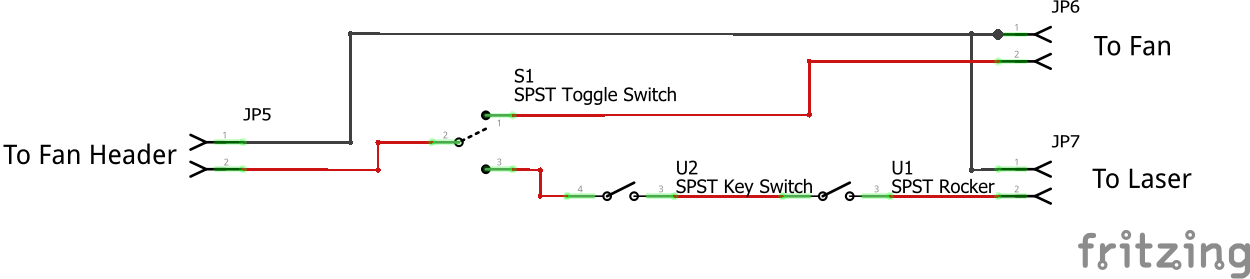 JP6
1
To Fan
2
S1
SPST Toggle Switch
JP5
1
1
2
To Fan Header
2
3
JP7
1
U2
U1
To Laser
SPST Key Switch
SPST Rocker
4
3
3
2
fritzing